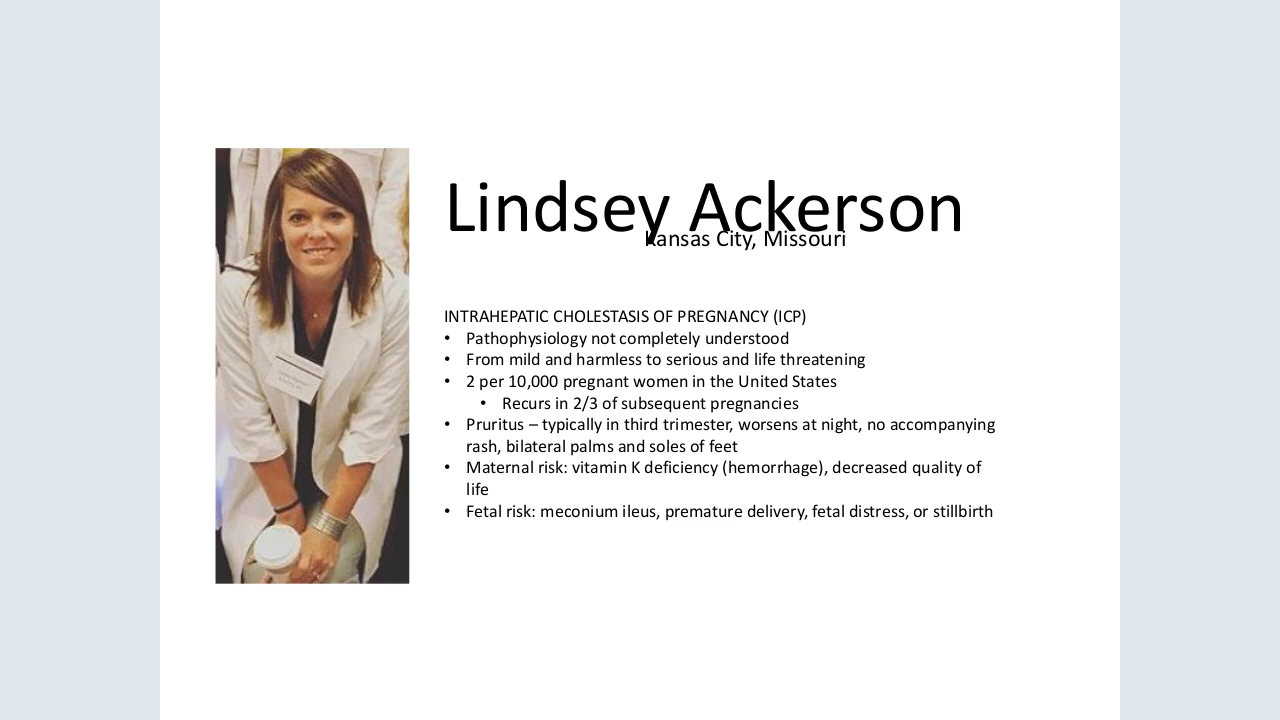 Lindsey Ackerson
Kansas City, Missouri
INTRAHEPATIC CHOLESTASIS OF PREGNANCY (ICP)
• Pathophysiology not completely understood
• From mild and harmless to serious and life threatening
• 2 per 10,000 pregnant women in the United States
• Recurs in 2/3 of subsequent pregnancies
• Pruritus – typically in third trimester, worsens at night, no accompanying
rash, bilateral palms and soles of feet
• Maternal risk: vitamin K deficiency (hemorrhage), decreased quality of
life
• Fetal risk: meconium ileus, premature delivery, fetal distress, or stillbirth